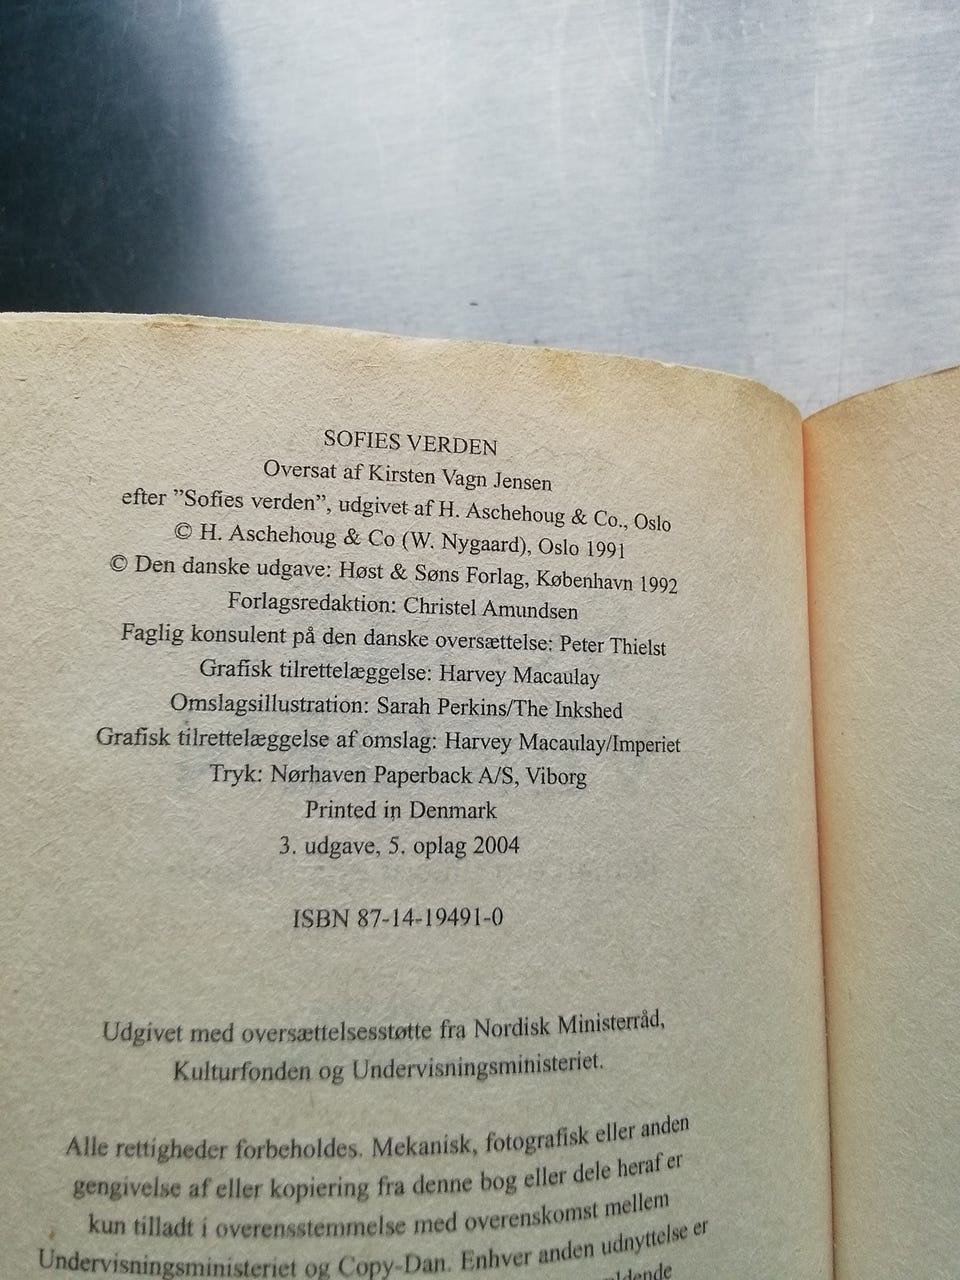 SOFIES VERDEN
Oversat af Kirsten Vagn Jensen
efter ”Sofies verden”, udgivet af H. Aschehoug & Co., Oslo
© H. Aschehoug & Co (W. Nygaard), Oslo 1991
© Den danske udgave: Høst & Søns Forlag, København 1992
Forlagsredaktion: Christel Amundsen
Faglig konsulent på den danske oversættelse: Peter Thielst
Grafisk tilrettelæggelse: Harvey Macaulay
Omslagsillustration: Sarah Perkins/The Inkshed
Grafisk tilrettelæggelse af omslag: Harvey Macaulay/Imperiet
Tryk: Nørhaven Paperback A/S, Viborg
Printed in Denmark
3. udgave, 5. oplag 2004
ISBN 87-14-19491-0
Udgivet med oversættelsesstøtte fra Nordisk Ministerråd,
Kulturfonden og Undervisningsministeriet.
Alle rettigheder forbeholdes. Mekanisk, fotografisk eller anden
gengivelse af eller kopiering fra denne bog eller dele heraf er
kun tilladt i overensstemmelse med overenskomst mellem
Undervisningsministeriet og Copy-Dan. Enhver anden udnyttelse er